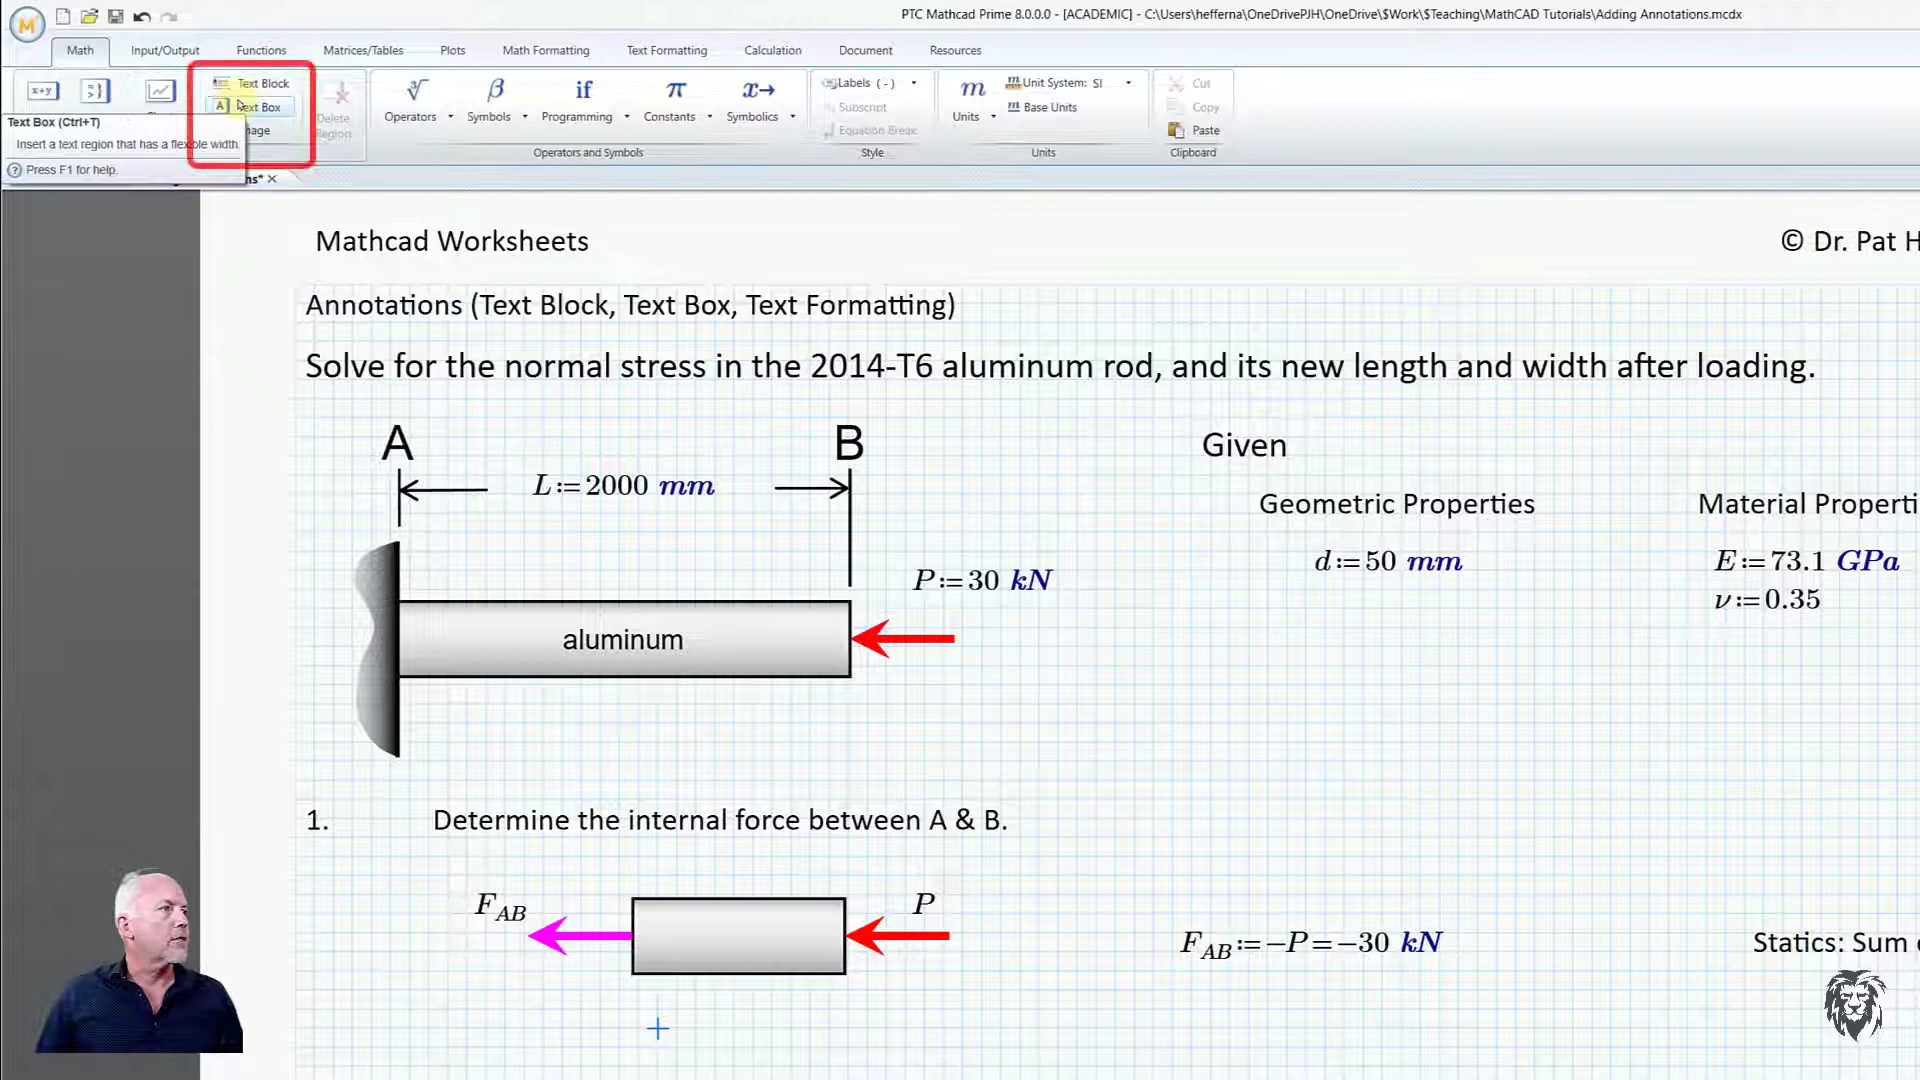 PTC Mathcad Prime 8.0.0.0 - [ACADEMIC] - C:\Users\hefferna\OneDrivePJH\OneDrive\$Work\$Teaching\MathCAD Tutorials\Adding Annotations.mcdx
Math Input/Output Functions Matrices/Tables Plots Math Formatting Text Formatting Calculation Document Resources
Text Block
Text Box
Text Box (Ctrl+T)
Insert a text region that has a flexible width.
Press F1 for help.
Delete Region
Operators Symbols Programming Constants Symbolics
Operators and Symbols
Labels ( - )
Subscript
Equation Break
Style
Units
Unit System: SI
Base Units
Units
Cut
Copy
Paste
Clipboard
ns*
Mathcad Worksheets
© Dr. Pat H
Annotations (Text Block, Text Box, Text Formatting)
Solve for the normal stress in the 2014-T6 aluminum rod, and its new length and width after loading.
A
B
L:=2000 mm
P:=30 kN
aluminum
Given
Geometric Properties
d:=50 mm
Material Properti
E:=73.1 GPa
ν:=0.35
1. Determine the internal force between A & B.
F_AB
P
F_AB:=−P=−30 kN
Statics: Sum